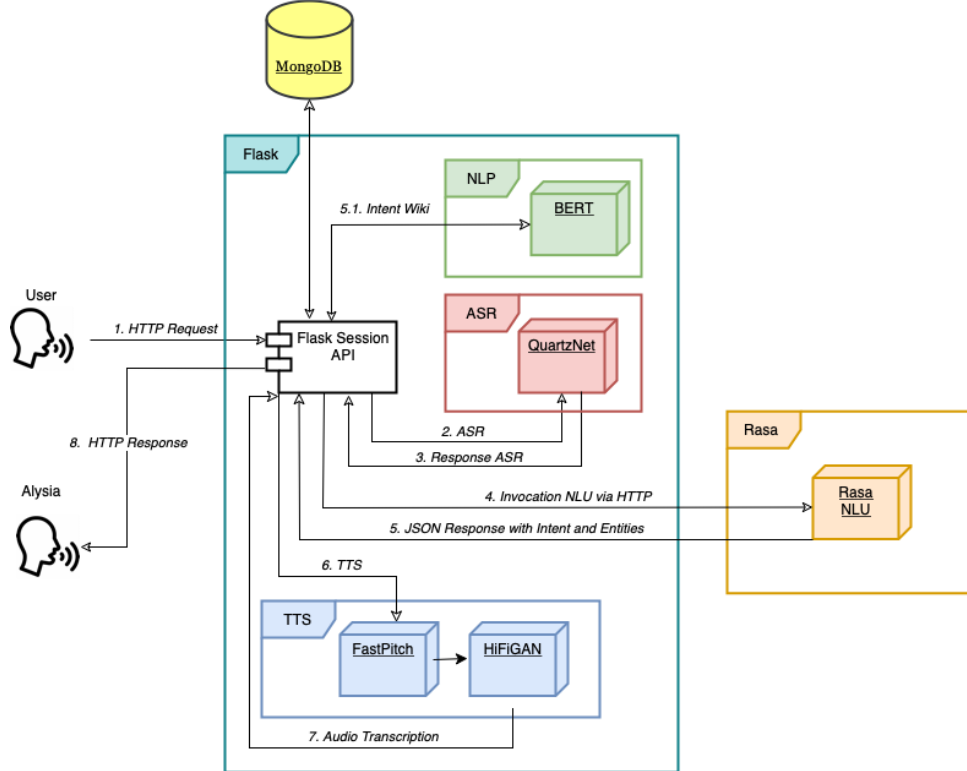 MongoDB
Flask
NLP
BERT
5.1. Intent Wiki
User
ASR
1. HTTP Request
Flask Session
API
QuartzNet
2. ASR
3. Response ASR
8. HTTP Response
Rasa
Alysia
4. Invocation NLU via HTTP
Rasa
NLU
5. JSON Response with Intent and Entities
6. TTS
TTS
FastPitch
HiFiGAN
7. Audio Transcription